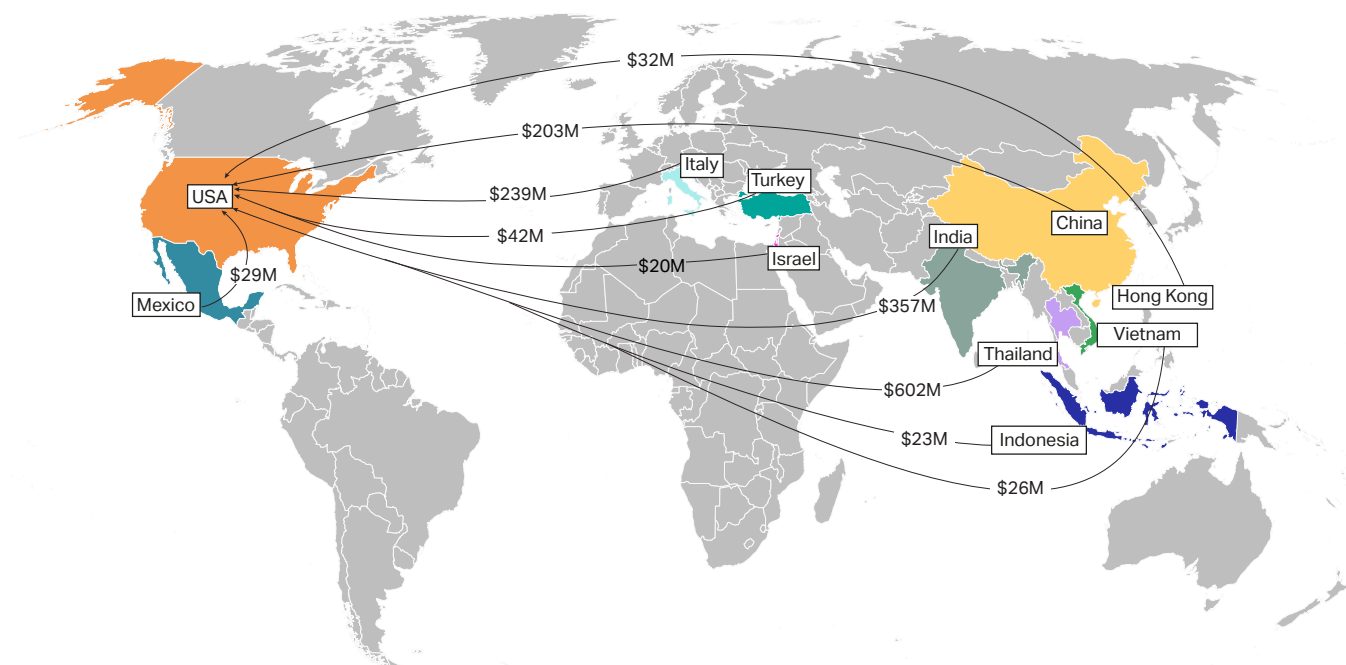 $32M
$203M
Italy
Turkey
USA
$239M
China
$42M
India
Israel
$20M
$29M
Mexico
Hong Kong
$357M
Vietnam
Thailand
$602M
$23M
Indonesia
$26M